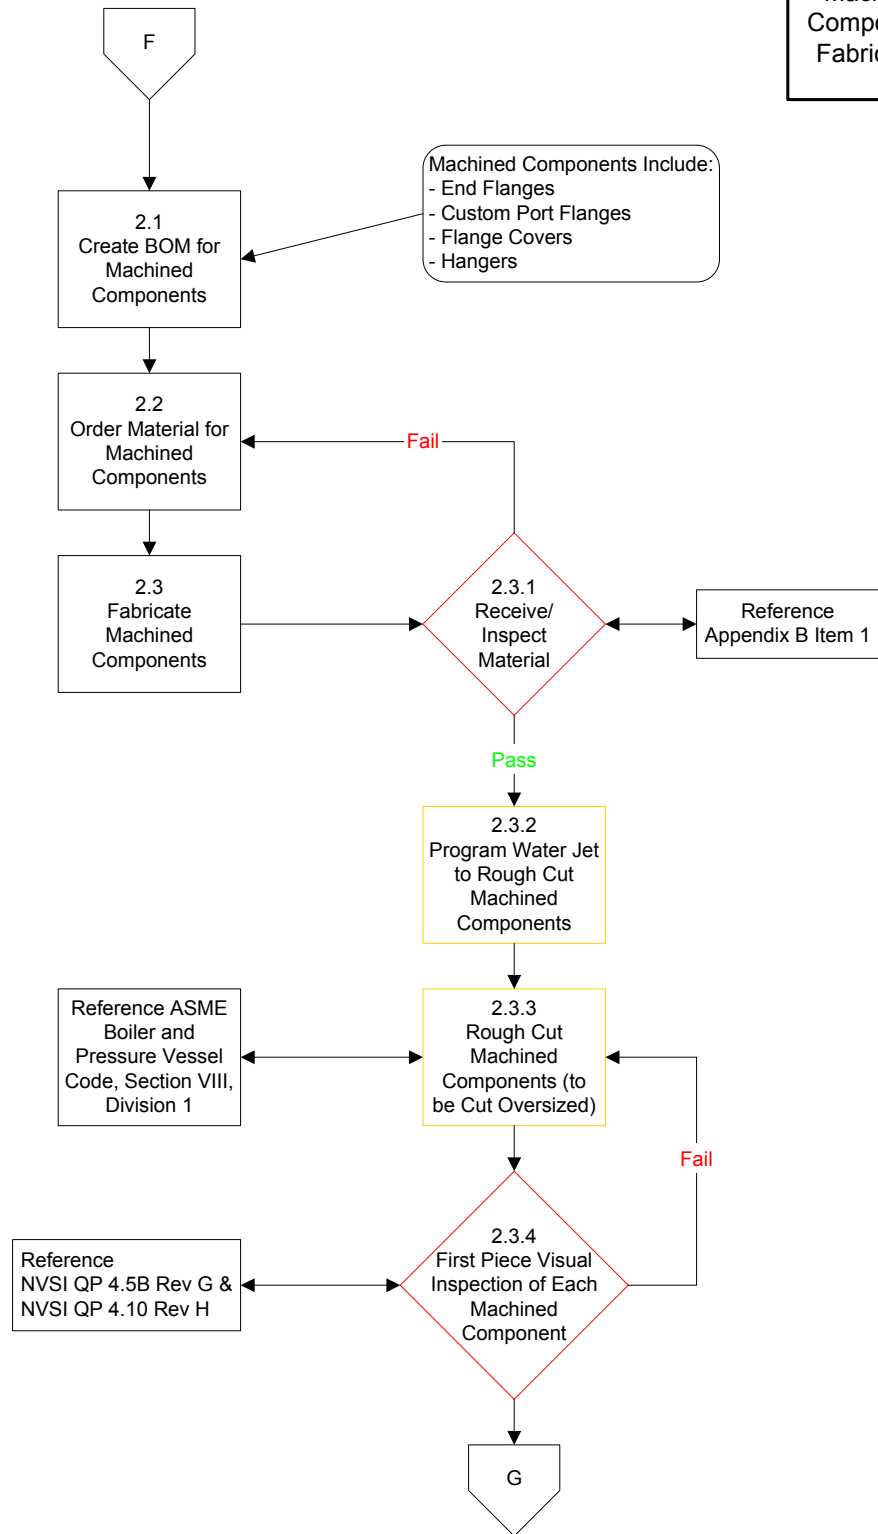 F
Compo
Fabric
Machined Components Include:
- End Flanges
- Custom Port Flanges
- Flange Covers
- Hangers
2.1
Create BOM for
Machined
Components
2.2
Order Material for
Machined
Components
Fail
2.3
Fabricate
Machined
Components
2.3.1
Receive/
Inspect
Material
Reference
Appendix B Item 1
Pass
2.3.2
Program Water Jet
to Rough Cut
Machined
Components
Reference ASME
Boiler and
Pressure Vessel
Code, Section VIII,
Division 1
2.3.3
Rough Cut
Machined
Components (to
be Cut Oversized)
Fail
2.3.4
First Piece Visual
Inspection of Each
Machined
Component
Reference
NVSI QP 4.5B Rev G &
NVSI QP 4.10 Rev H
G